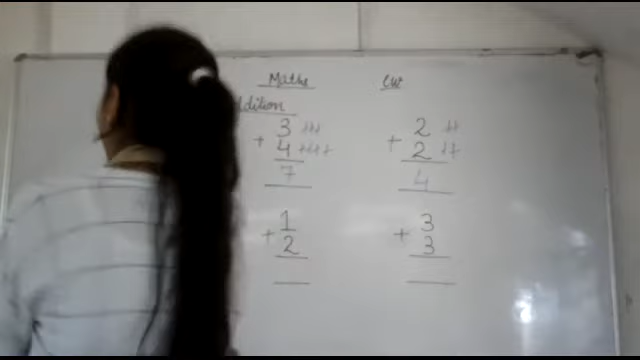 Maths CW
ddition
3 2
+ 4 + 2
7 4
1 3
+ 2 + 3